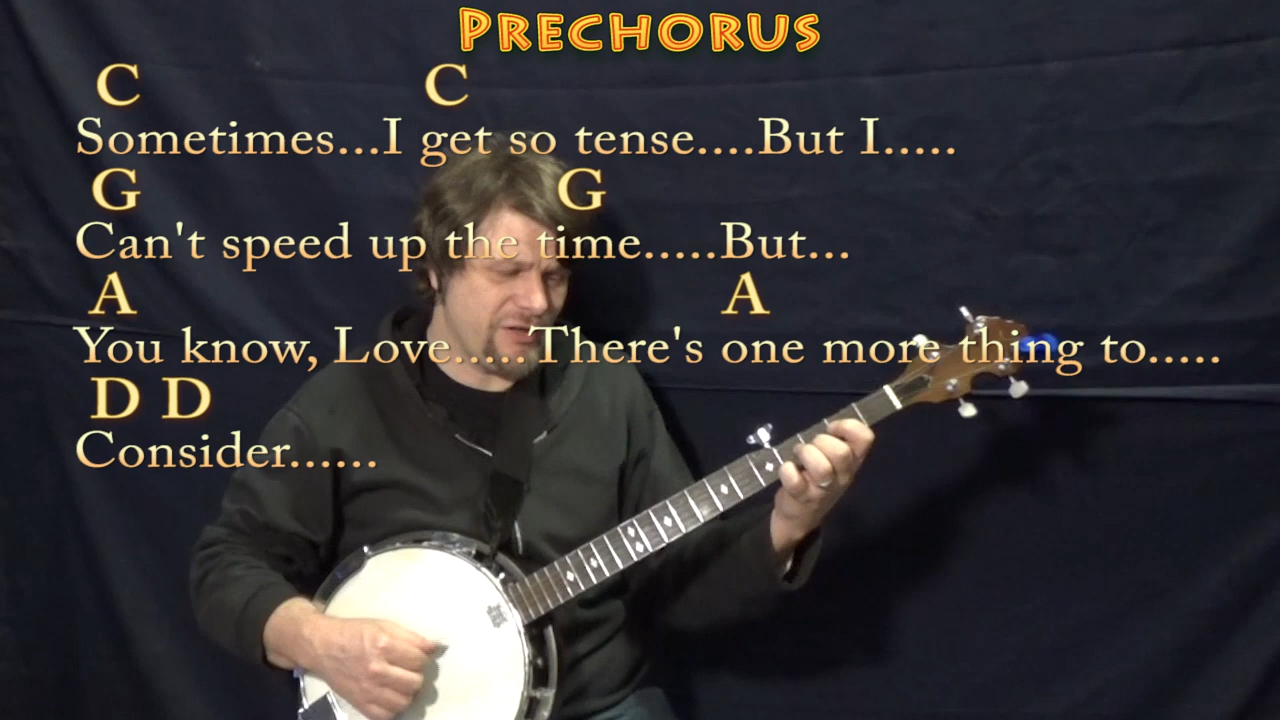 PRECHORUS
C C
Sometimes...I get so tense....But I.....
G G
Can't speed up the time.....But...
A A
You know, Love.....There's one more thing to.....
D D
Consider......